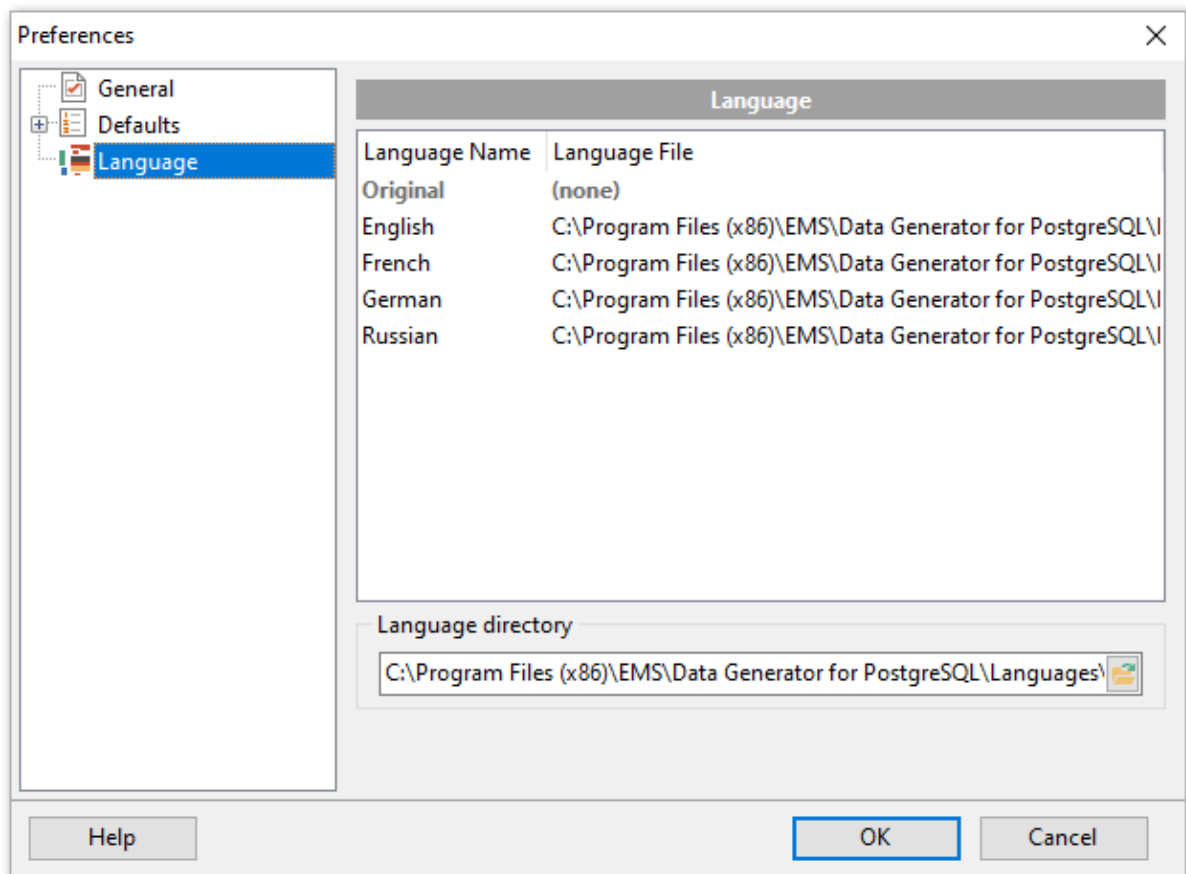 Preferences
General
Defaults
Language
Language
Language Name Language File
Original (none)
English C:\Program Files (x86)\EMS\Data Generator for PostgreSQL\
French C:\Program Files (x86)\EMS\Data Generator for PostgreSQL\
German C:\Program Files (x86)\EMS\Data Generator for PostgreSQL\
Russian C:\Program Files (x86)\EMS\Data Generator for PostgreSQL\
Language directory
C:\Program Files (x86)\EMS\Data Generator for PostgreSQL\Languages\
Help OK Cancel